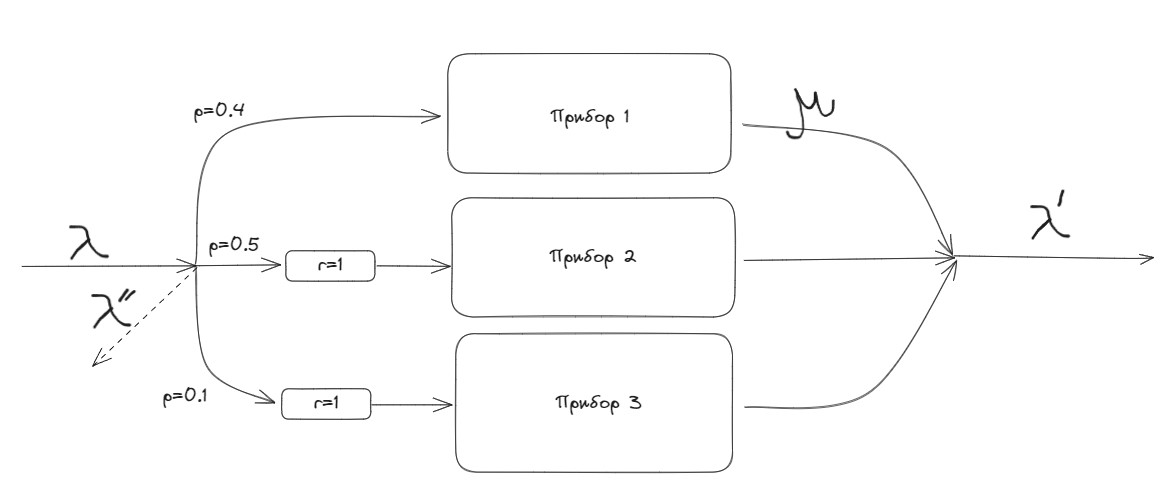 p=0.4
Прибор 1
μ
λ
p=0.5
r=1
Прибор 2
λ'
λ''
p=0.1
r=1
Прибор 3